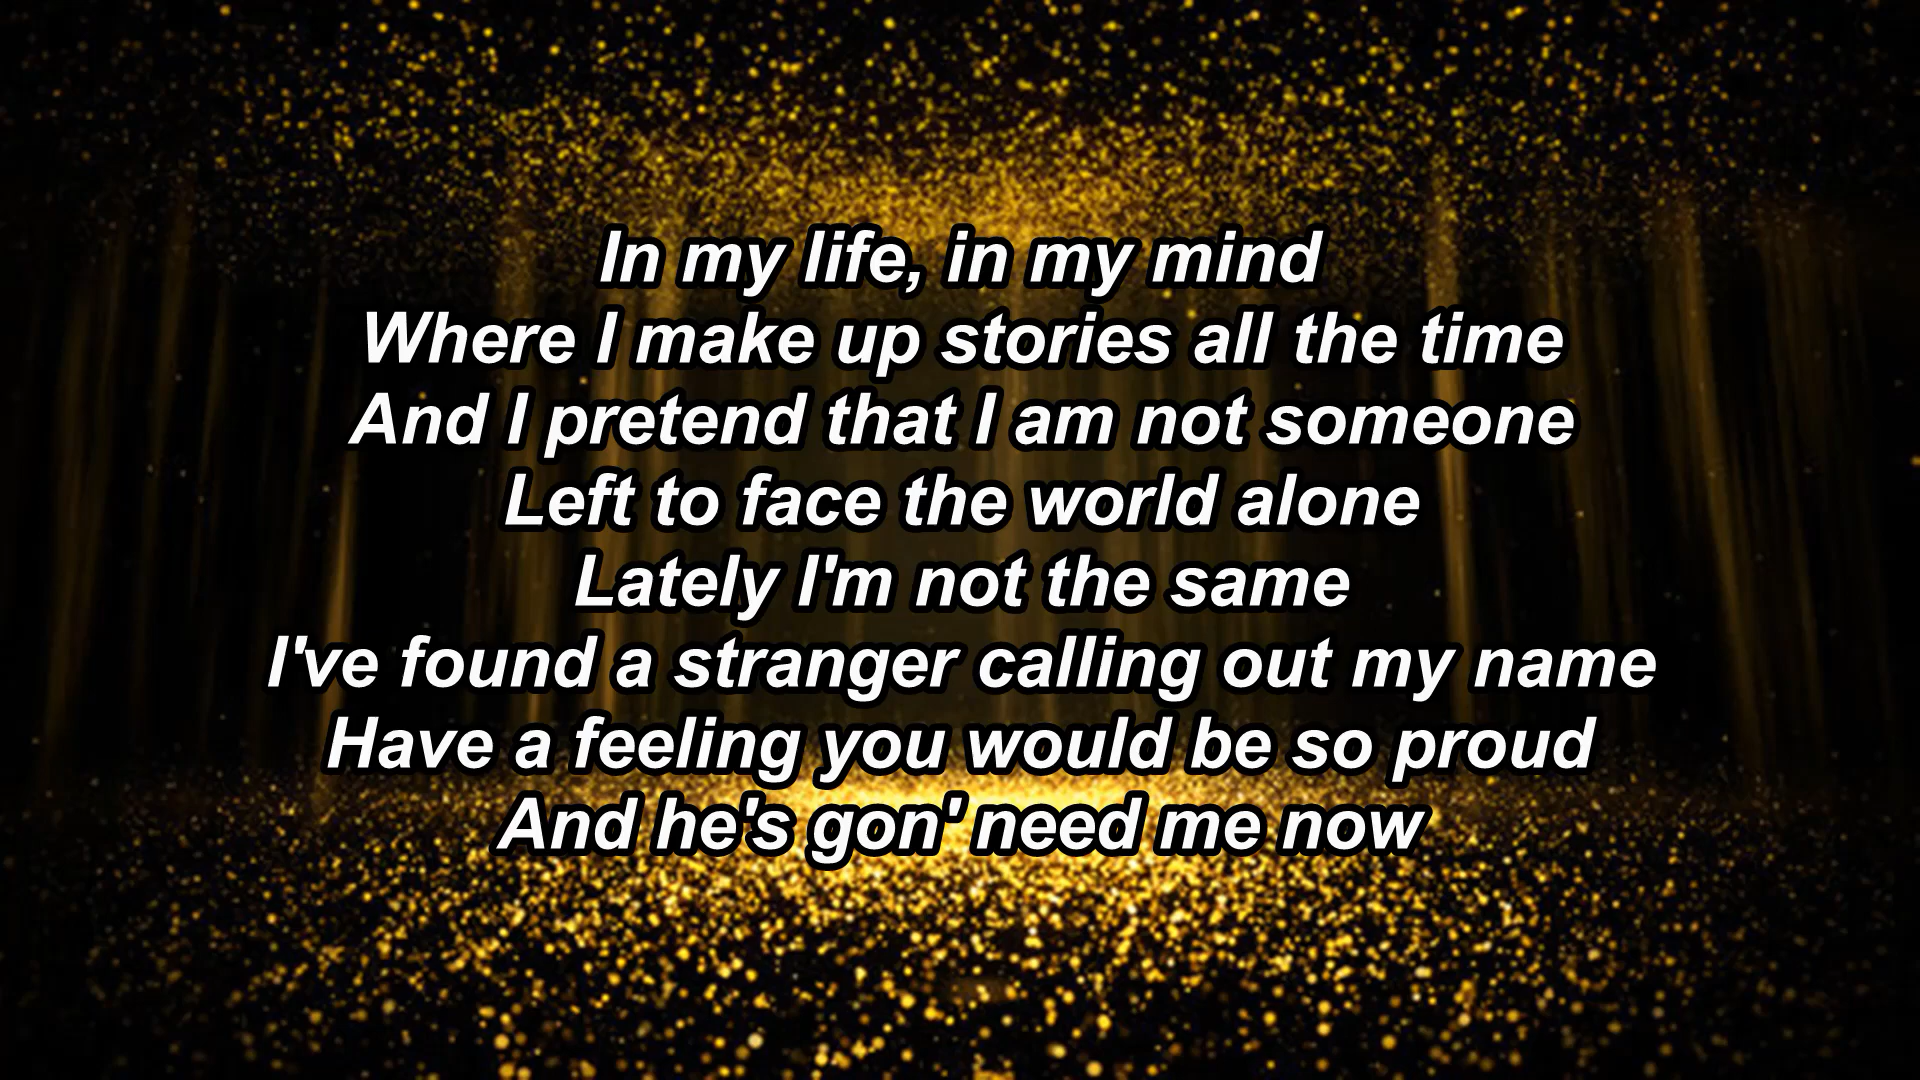 In my life, in my mind
Where I make up stories all the time
And I pretend that I am not someone
Left to face the world alone
Lately I'm not the same
I've found a stranger calling out my name
Have a feeling you would be so proud
And he's gon' need me now